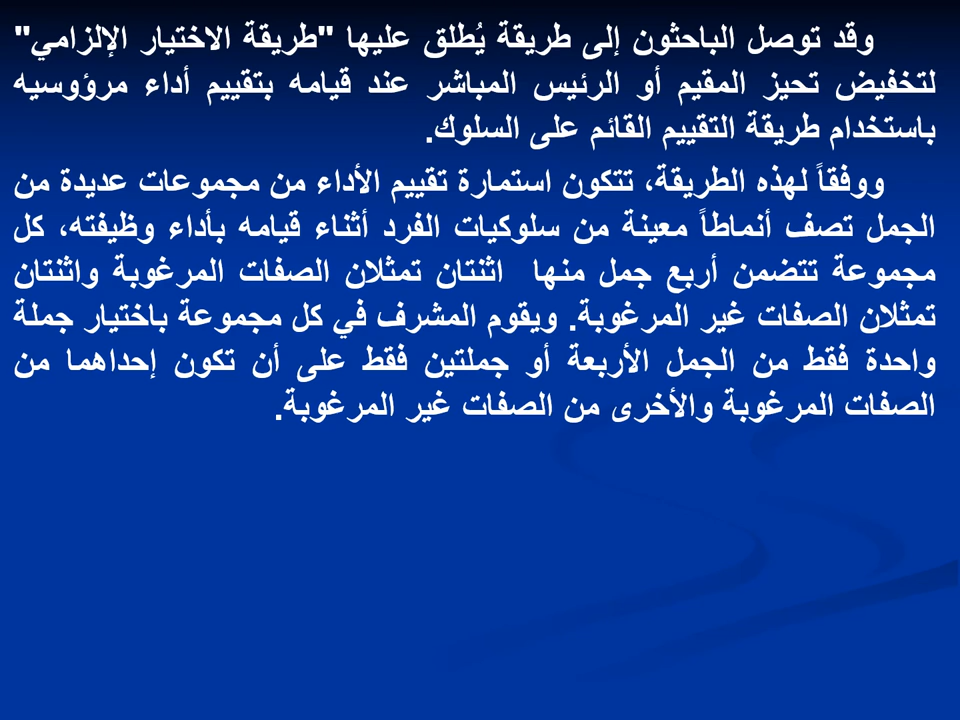 وقد توصل الباحثون إلى طريقة يُطلق عليها "طريقة الاختيار الإلزامي"
لتخفيض تحيز المقيم أو الرئيس المباشر عند قيامه بتقييم أداء مرؤوسيه
باستخدام طريقة التقييم القائم على السلوك.
ووفقاً لهذه الطريقة، تتكون استمارة تقييم الأداء من مجموعات عديدة من
الجمل تصف أنماطاً معينة من سلوكيات الفرد أثناء قيامه بأداء وظيفته، كل
مجموعة تتضمن أربع جمل منها  اثنتان تمثلان الصفات المرغوبة واثنتان
تمثلان الصفات غير المرغوبة. ويقوم المشرف في كل مجموعة باختيار جملة
واحدة فقط من الجمل الأربعة أو جملتين فقط على أن تكون إحداهما من
الصفات المرغوبة والأخرى من الصفات غير المرغوبة.